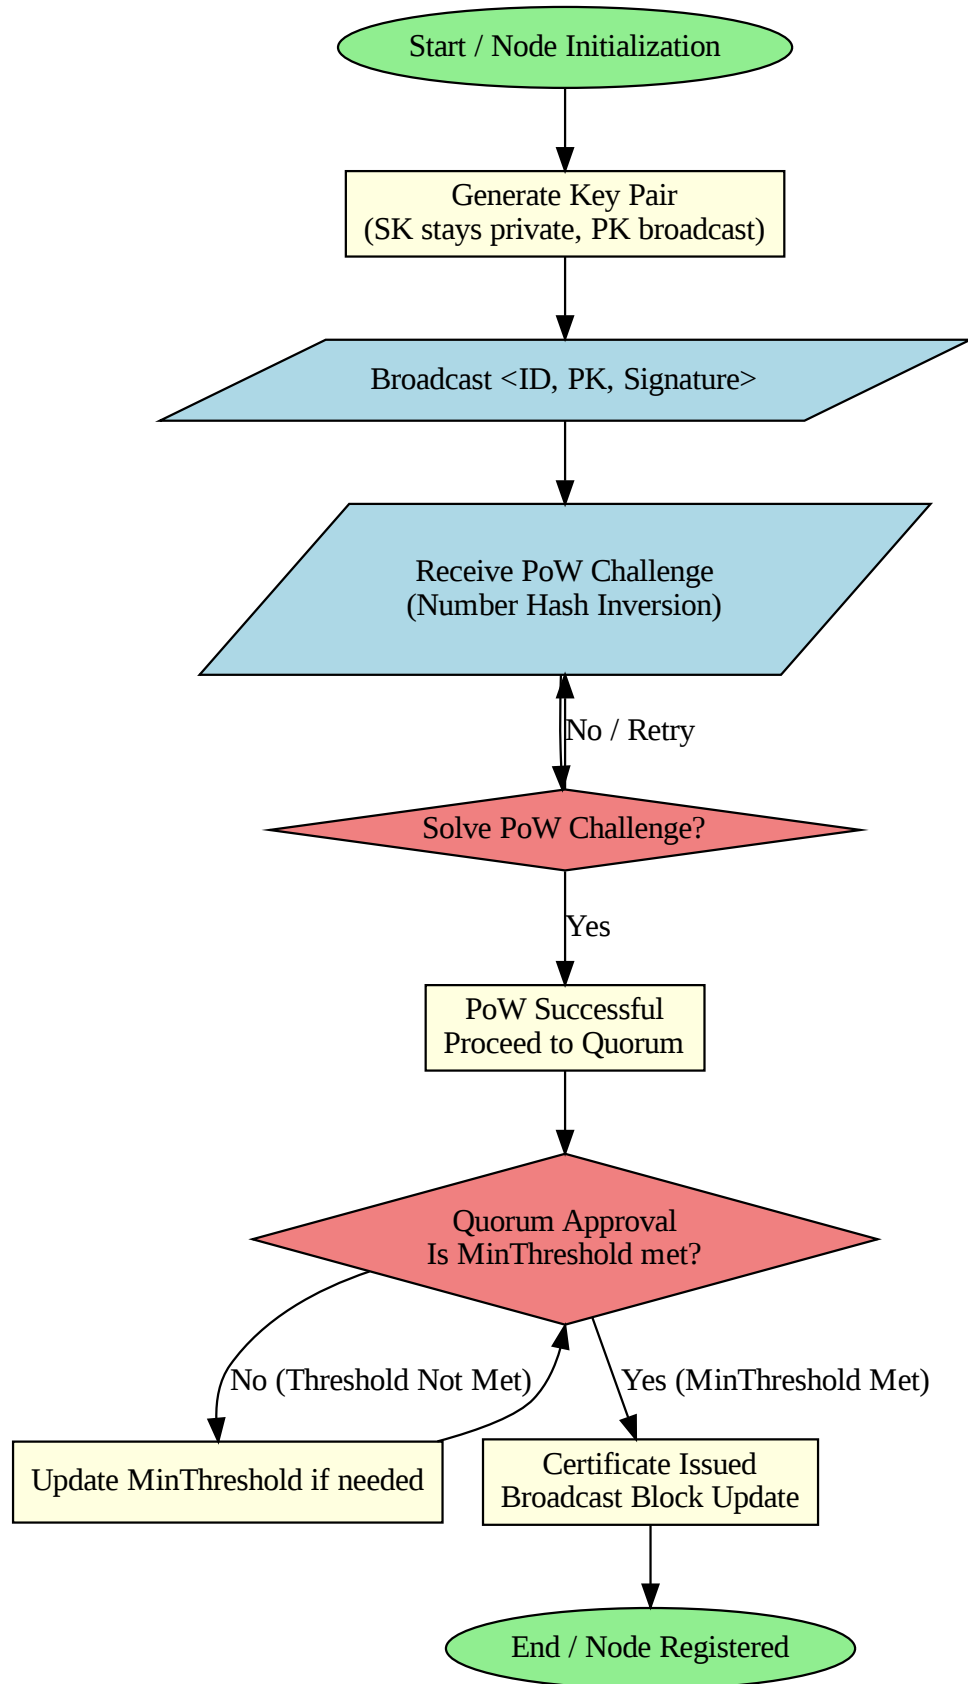 Start / Node Initialization
Generate Key Pair
(SK stays private, PK broadcast)
Broadcast <ID, PK, Signature>
Receive PoW Challenge
(Number Hash Inversion)
No / Retry
Solve PoW Challenge?
Yes
PoW Successful
Proceed to Quorum
Quorum Approval
Is MinThreshold met?
No (Threshold Not Met)
Yes (MinThreshold Met)
Update MinThreshold if needed
Certificate Issued
Broadcast Block Update
End / Node Registered